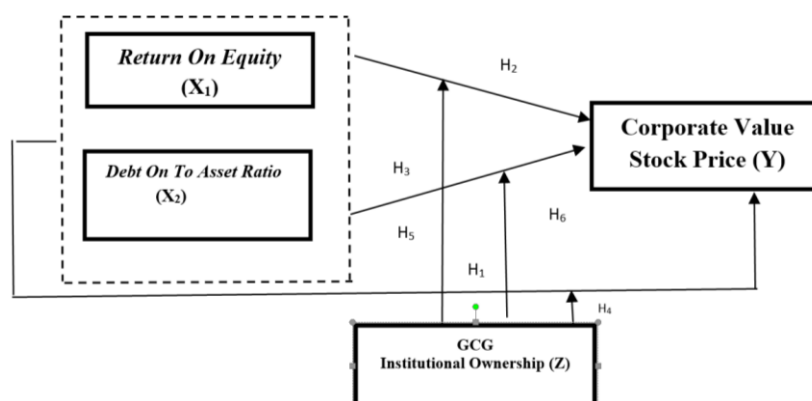 Return On Equity
(X₁)
H₂
Corporate Value
Stock Price (Y)
Debt On To Asset Ratio
(X₂)
H₃
H₆
H₅
H₁
H₄
GCG
Institutional Ownership (Z)